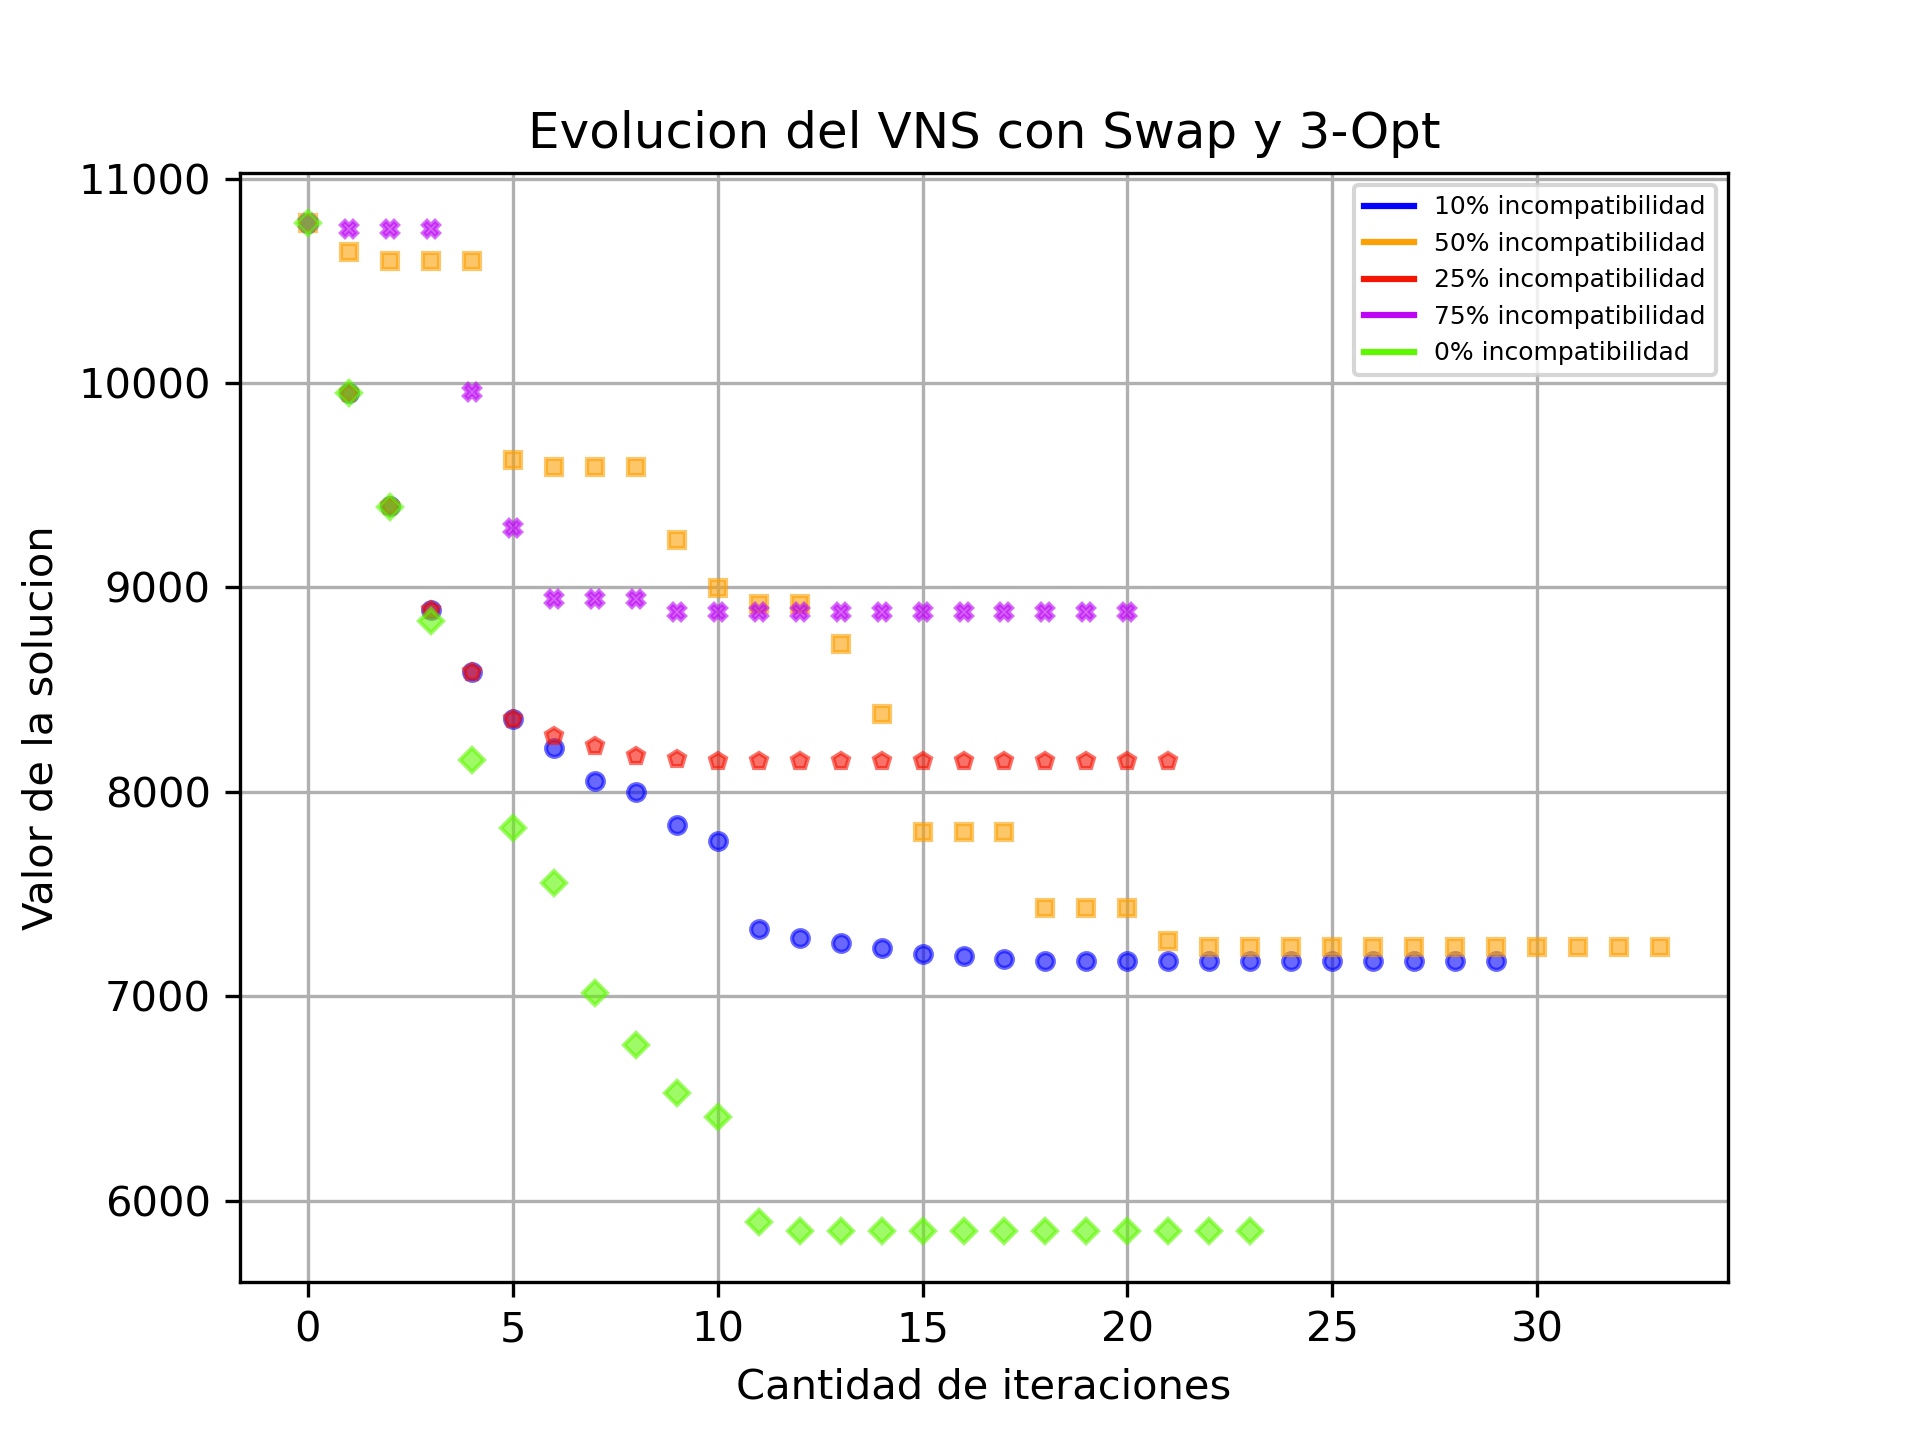 Evolucion del VNS con Swap y 3-Opt
11000
10000
9000
8000
7000
6000
Valor de la solucion
10% incompatibilidad
50% incompatibilidad
25% incompatibilidad
75% incompatibilidad
0% incompatibilidad
0 5 10 15 20 25 30
Cantidad de iteraciones